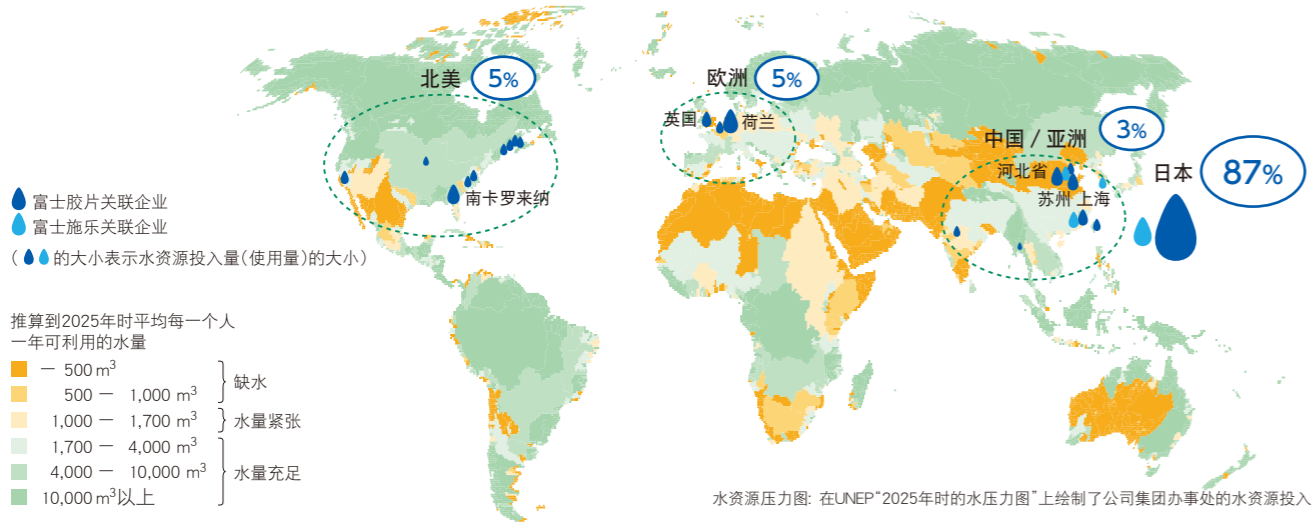 北美 5%
欧洲 5%
英国
荷兰
中国 / 亚洲 3%
河北省
苏州 上海
日本 87%
南卡罗来纳
富士胶片关联企业
富士施乐关联企业
( 的大小表示水资源投入量(使用量)的大小)
推算到2025年时平均每一个人
一年可利用的水量
— 500 m³
500 — 1,000 m³
缺水
1,000 — 1,700 m³
水量紧张
1,700 — 4,000 m³
4,000 — 10,000 m³
水量充足
10,000 m³以上
水资源压力图: 在UNEP“2025年时的水压力图”上绘制了公司集团办事处的水资源投入